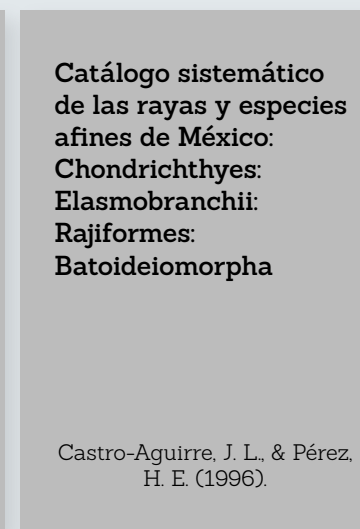 Catálogo sistemático
de las rayas y especies
afines de México:
Chondrichthyes:
Elasmobranchii:
Rajiformes:
Batoideiomorpha
Castro-Aguirre, J. L., & Pérez,
H. E. (1996).